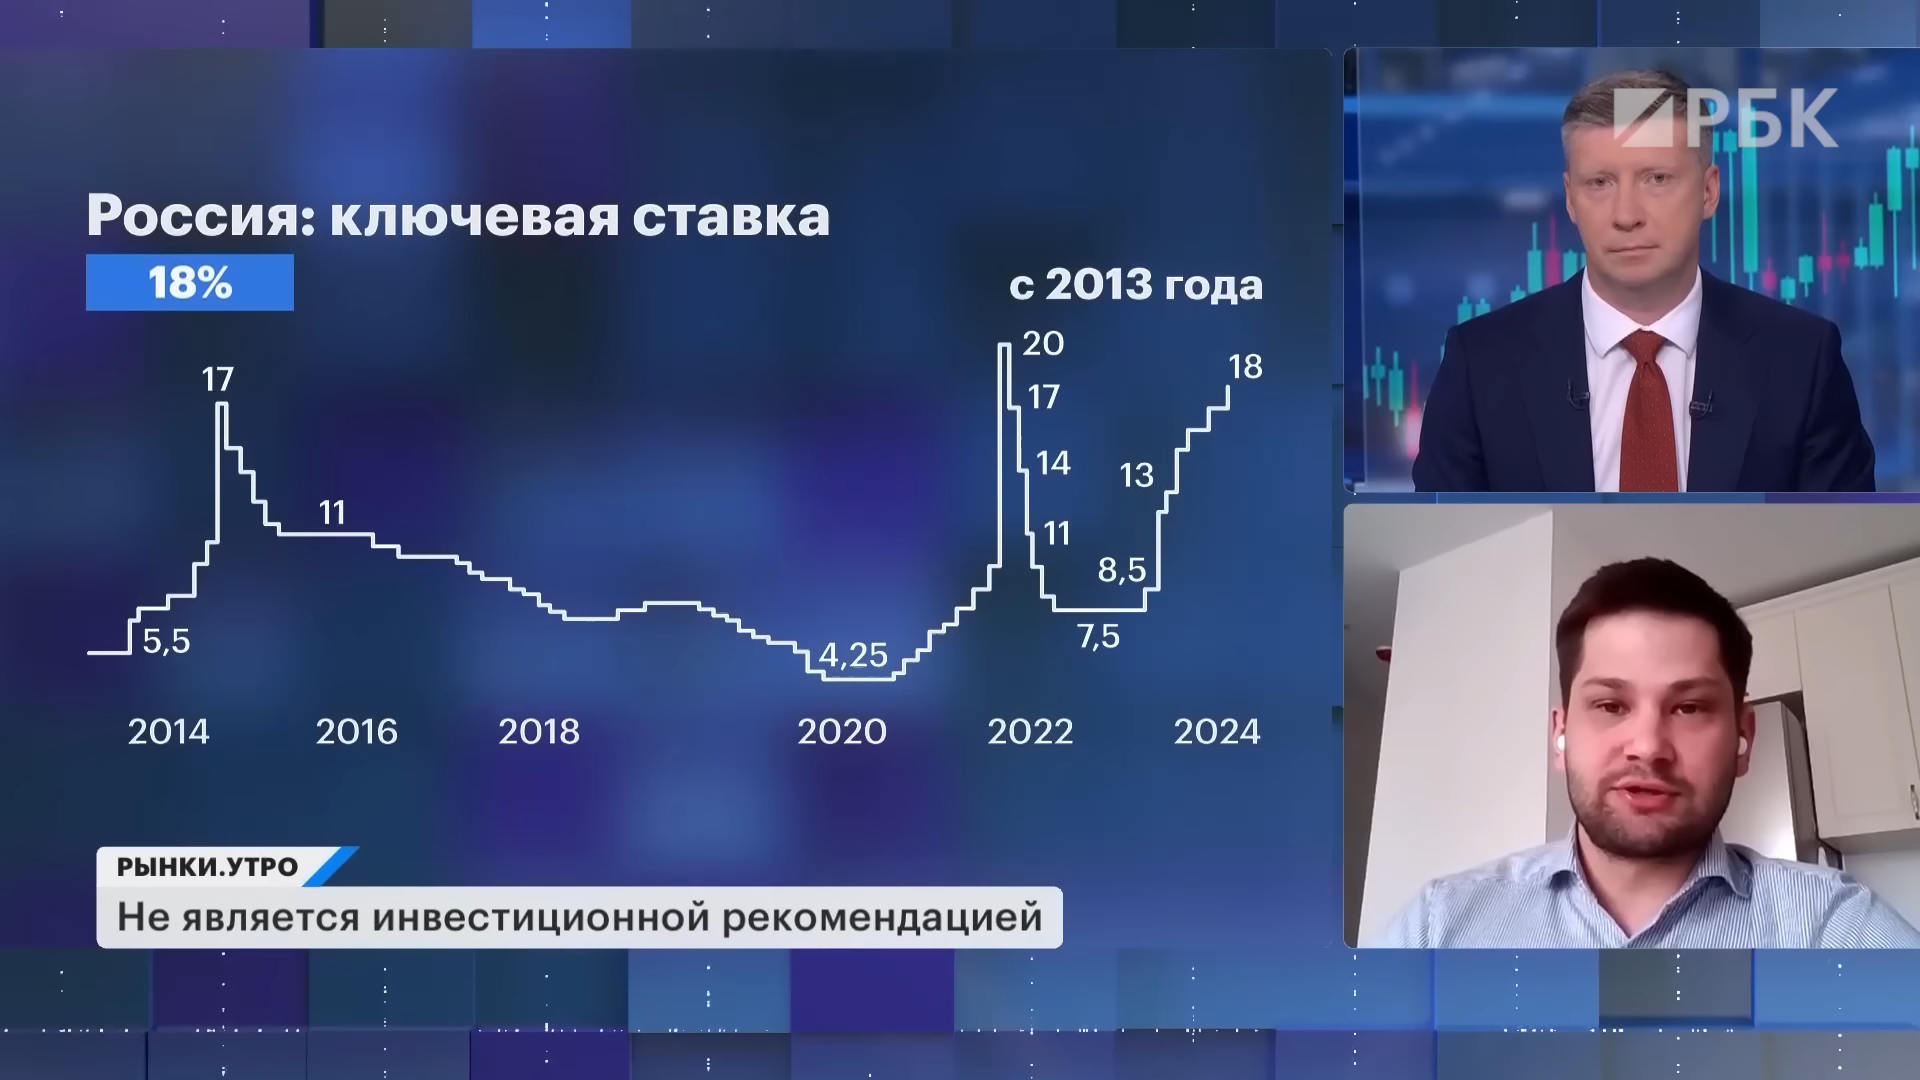 РБК
Россия: ключевая ставка
18%
с 2013 года
17
11
5,5
4,25
20
17
14
11
7,5
8,5
13
18
2014 2016 2018 2020 2022 2024
РЫНКИ.УТРО
Не является инвестиционной рекомендацией